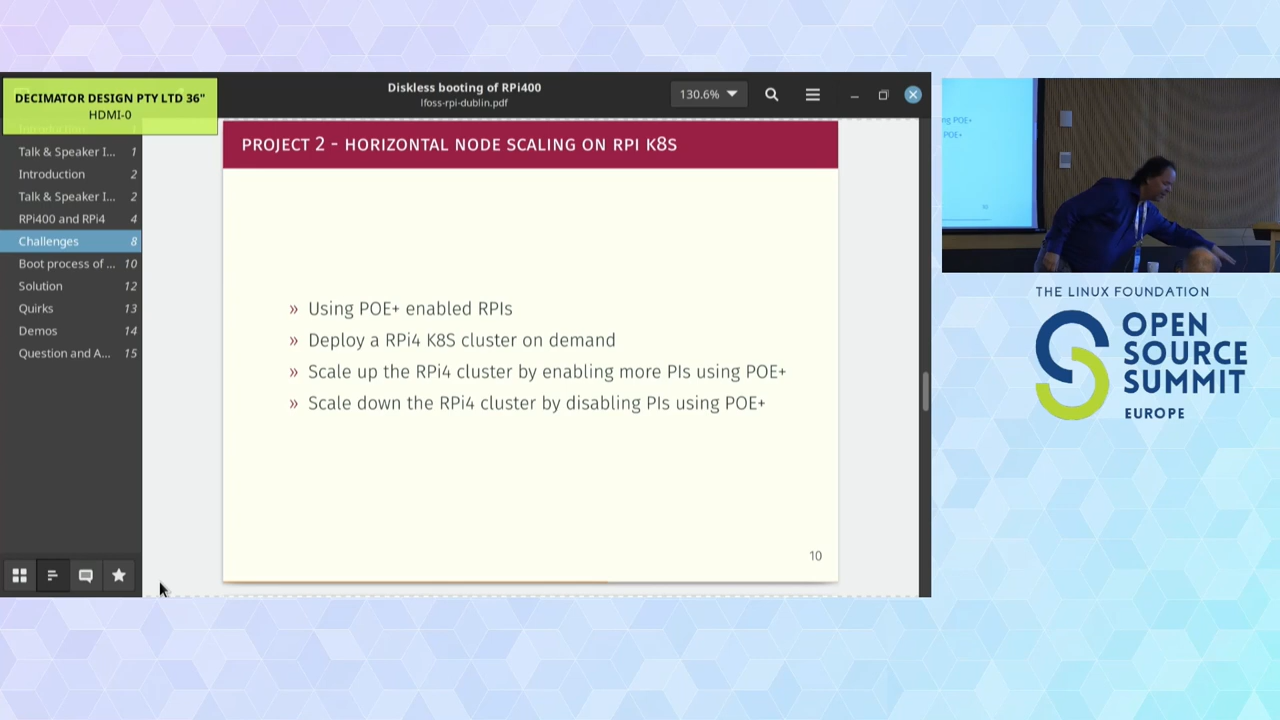 DECIMATOR DESIGN PTY LTD 36"
HDMI-0
Diskless booting of RPi400
lfoss-rpi-dublin.pdf
130.6%
Talk & Speaker I... 1
Introduction 2
Talk & Speaker I... 2
RPi400 and RPi4 4
Challenges 8
Boot process of ... 10
Solution 12
Quirks 13
Demos 14
Question and A... 15
PROJECT 2 - HORIZONTAL NODE SCALING ON RPI K8S
» Using POE+ enabled RPIs
» Deploy a RPi4 K8S cluster on demand
» Scale up the RPi4 cluster by enabling more PIs using POE+
» Scale down the RPi4 cluster by disabling PIs using POE+
10
ng POE+
POE+
THE LINUX FOUNDATION
OPEN
SOURCE
SUMMIT
EUROPE